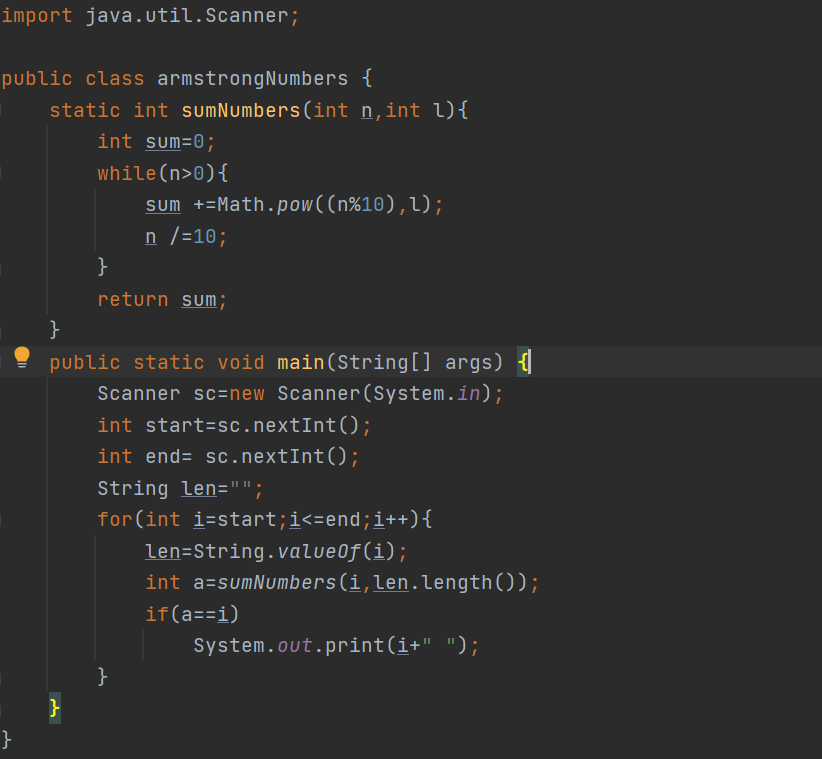 import java.util.Scanner;
public class armstrongNumbers {
    static int sumNumbers(int n,int l){
        int sum=0;
        while(n>0){
            sum +=Math.pow((n%10),l);
            n /=10;
        }
        return sum;
    }
    public static void main(String[] args) {
        Scanner sc=new Scanner(System.in);
        int start=sc.nextInt();
        int end= sc.nextInt();
        String len="";
        for(int i=start;i<=end;i++){
            len=String.valueOf(i);
            int a=sumNumbers(i,len.length());
            if(a==i)
                System.out.print(i+" ");
        }
    }
}